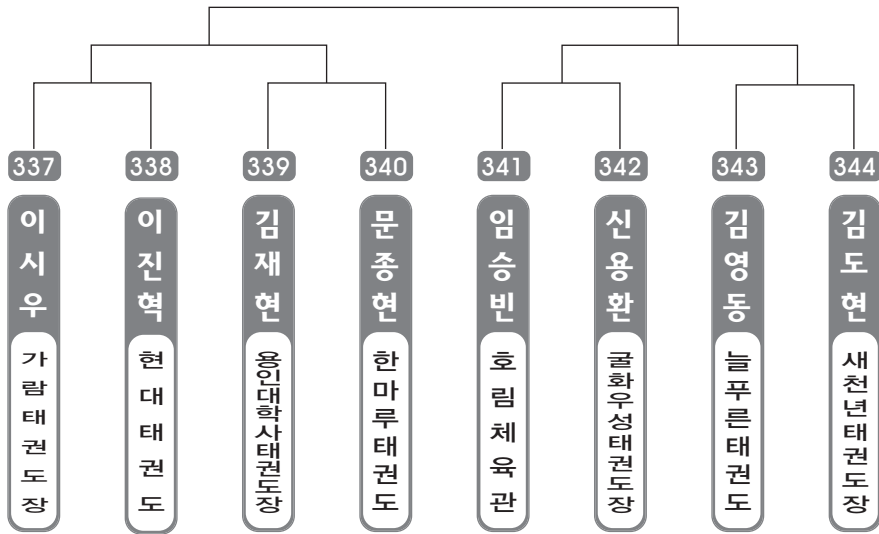 337
이시우
가람태권도장
338
이진혁
현대태권도
339
김재현
용인대학사태권도장
340
문종현
한마루태권도
341
임승빈
호림체육관
342
신용환
굴화우성태권도장
343
김영동
늘푸른태권도
344
김도현
새천년태권도장